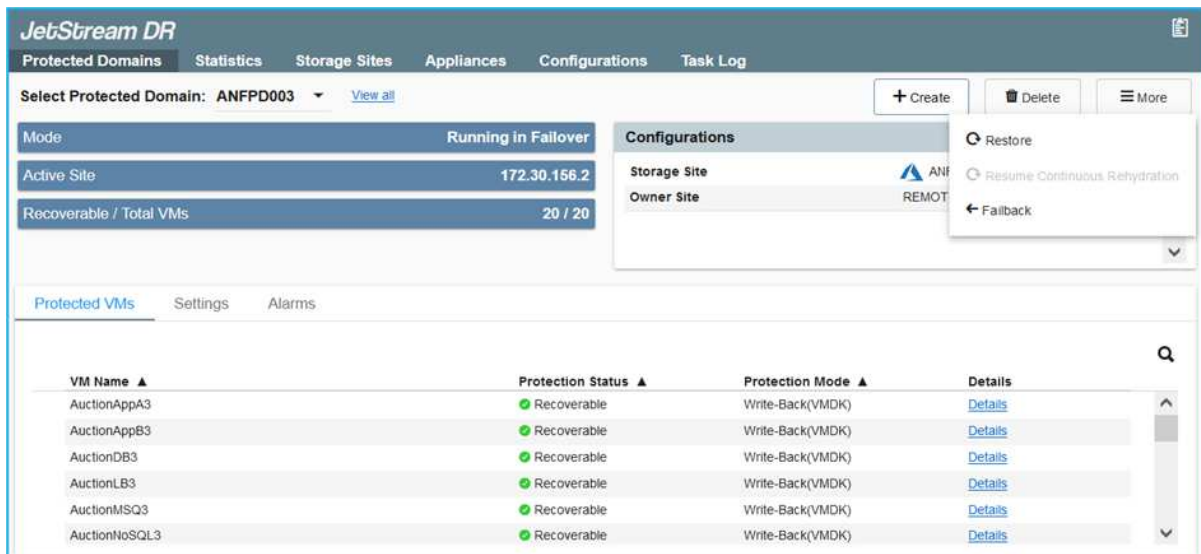 JetStream DR
Protected Domains Statistics Storage Sites Appliances Configurations Task Log
Select Protected Domain: ANFPD003 View all + Create Delete More
Mode Running in Failover
Active Site 172.30.156.2
Recoverable / Total VMs 20 / 20
Configurations
Storage Site ANF
Owner Site REMOT
Restore
Resume Continuous Rehydration
Failback
Protected VMs Settings Alarms
VM Name ▲ Protection Status ▲ Protection Mode ▲ Details
AuctionAppA3 Recoverable Write-Back(VMDK) Details
AuctionAppB3 Recoverable Write-Back(VMDK) Details
AuctionDB3 Recoverable Write-Back(VMDK) Details
AuctionLB3 Recoverable Write-Back(VMDK) Details
AuctionMSQ3 Recoverable Write-Back(VMDK) Details
AuctionNoSQL3 Recoverable Write-Back(VMDK) Details